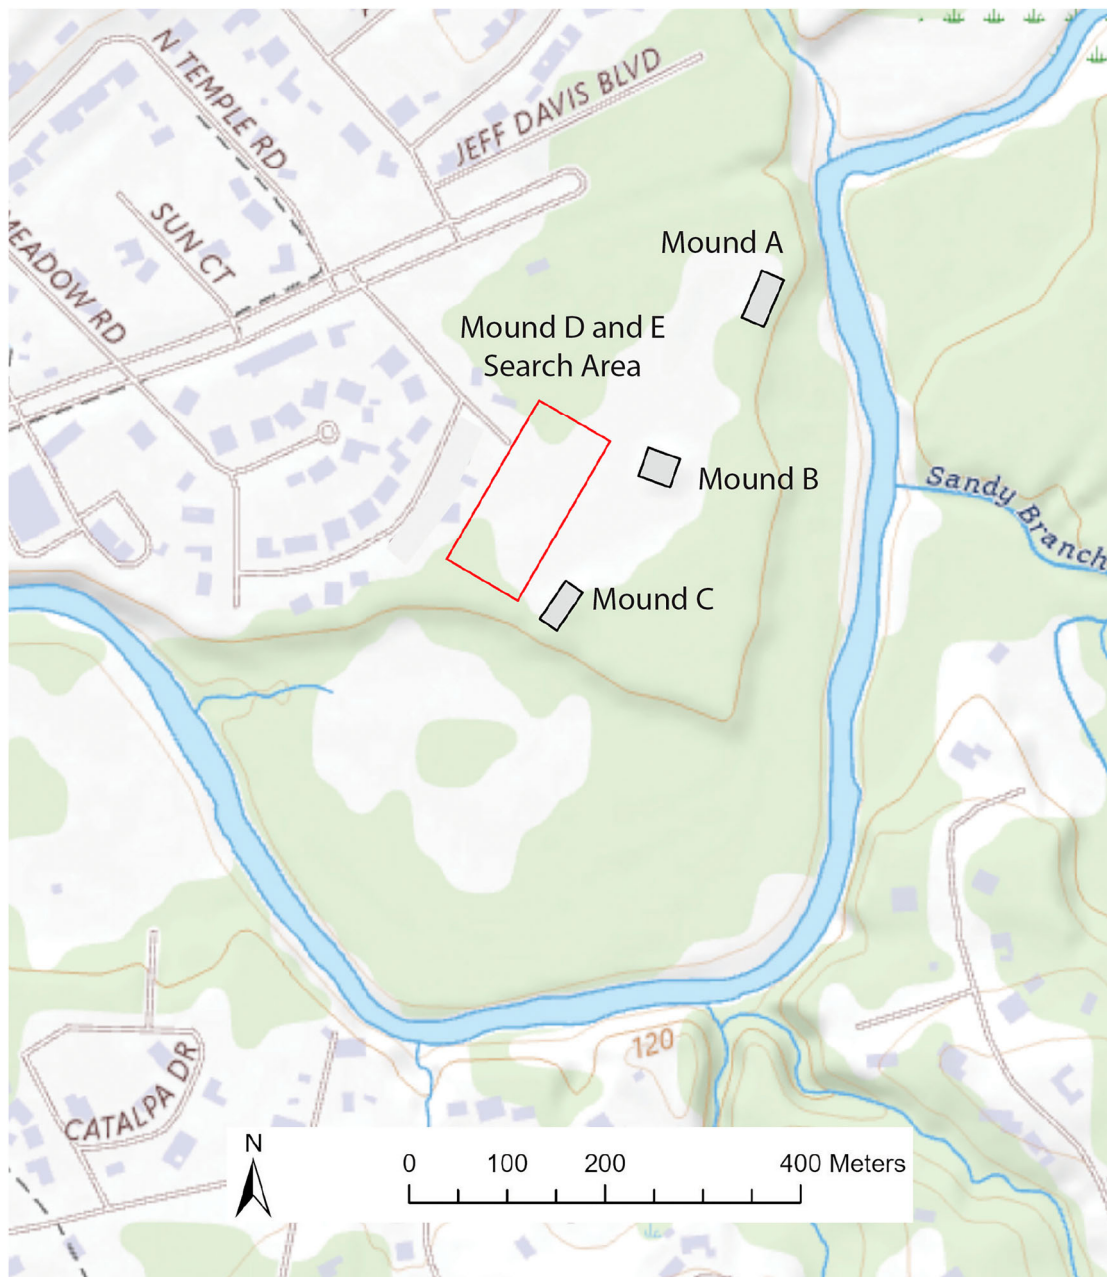 N TEMPLE RD
JEFF DAVIS BLVD
SUN CT
MEADOW RD
Mound A
Mound D and E
Search Area
Mound B
Sandy Branch
Mound C
120
CATALPA DR
N
0 100 200 400 Meters